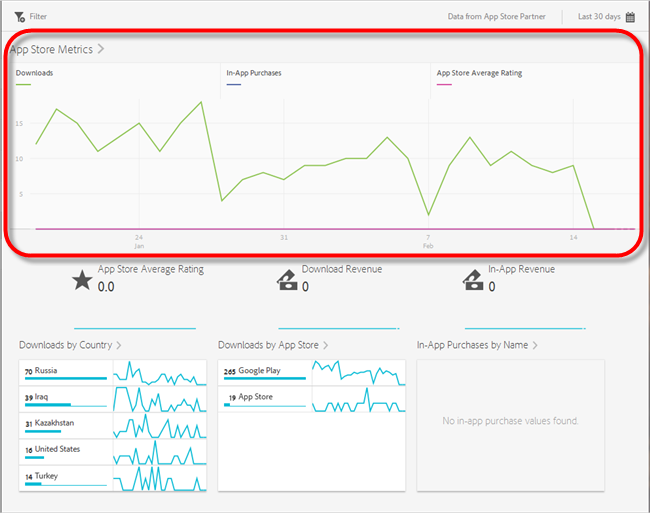 Filter
Data from App Store Partner
Last 30 days
App Store Metrics
Downloads
In-App Purchases
App Store Average Rating
15
10
5
24
Jan
31
7
Feb
14
App Store Average Rating
0.0
Download Revenue
0
In-App Revenue
0
Downloads by Country
Downloads by App Store
In-App Purchases by Name
70 Russia
39 Iraq
31 Kazakhstan
16 United States
14 Turkey
265 Google Play
19 App Store
No in-app purchase values found.